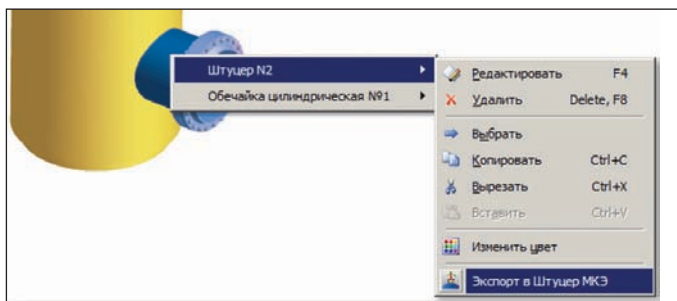 Штуцер N2
Обечайка цилиндрическая №1
Редактировать F4
Удалить Delete, F8
Выбрать
Копировать Ctrl+C
Вырезать Ctrl+X
Вставить Ctrl+V
Изменить цвет
Экспорт в Штуцер МКЭ